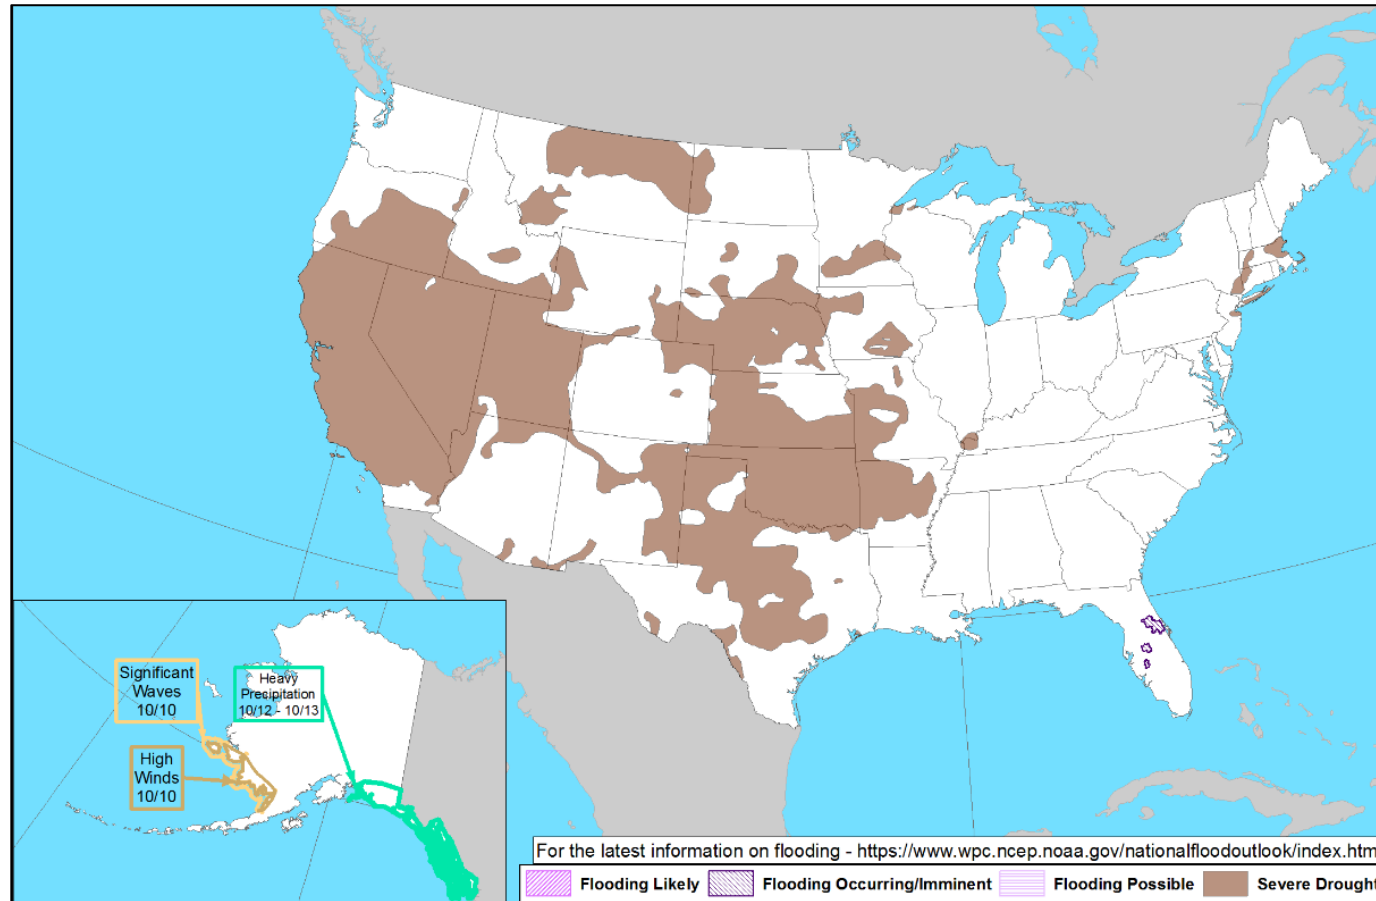 Significant
Waves
10/10
Heavy
Precipitation
10/12 - 10/13
High
Winds
10/10
For the latest information on flooding - https://www.wpc.ncep.noaa.gov/nationalfloodoutlook/index.htm
Flooding Likely
Flooding Occurring/Imminent
Flooding Possible
Severe Drought